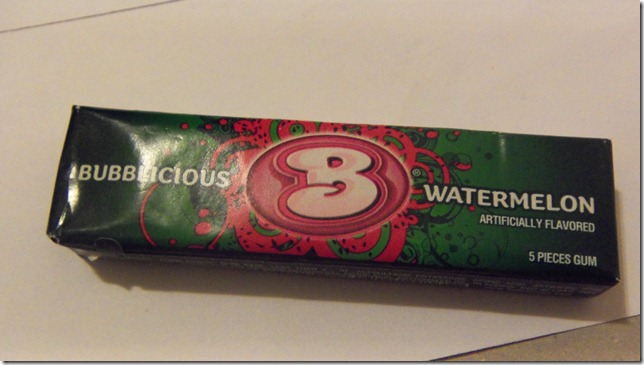 BUBBLICIOUS
B
®
WATERMELON
ARTIFICIALLY FLAVORED
5 PIECES GUM